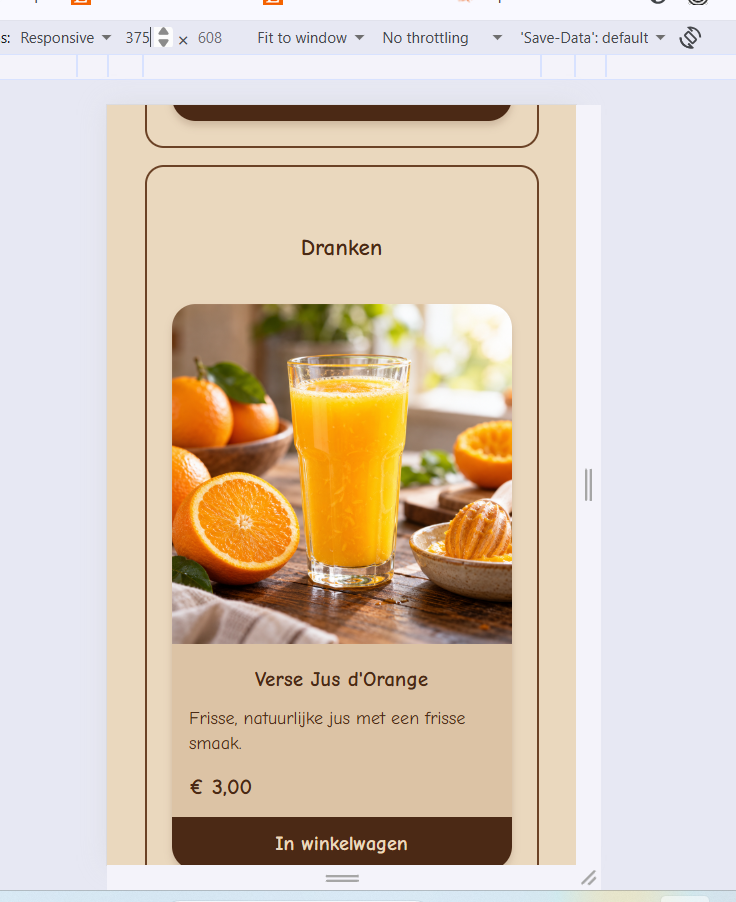 s: Responsive 375 × 608 Fit to window No throttling 'Save-Data': default
Dranken
Verse Jus d'Orange
Frisse, natuurlijke jus met een frisse
smaak.
€ 3,00
In winkelwagen